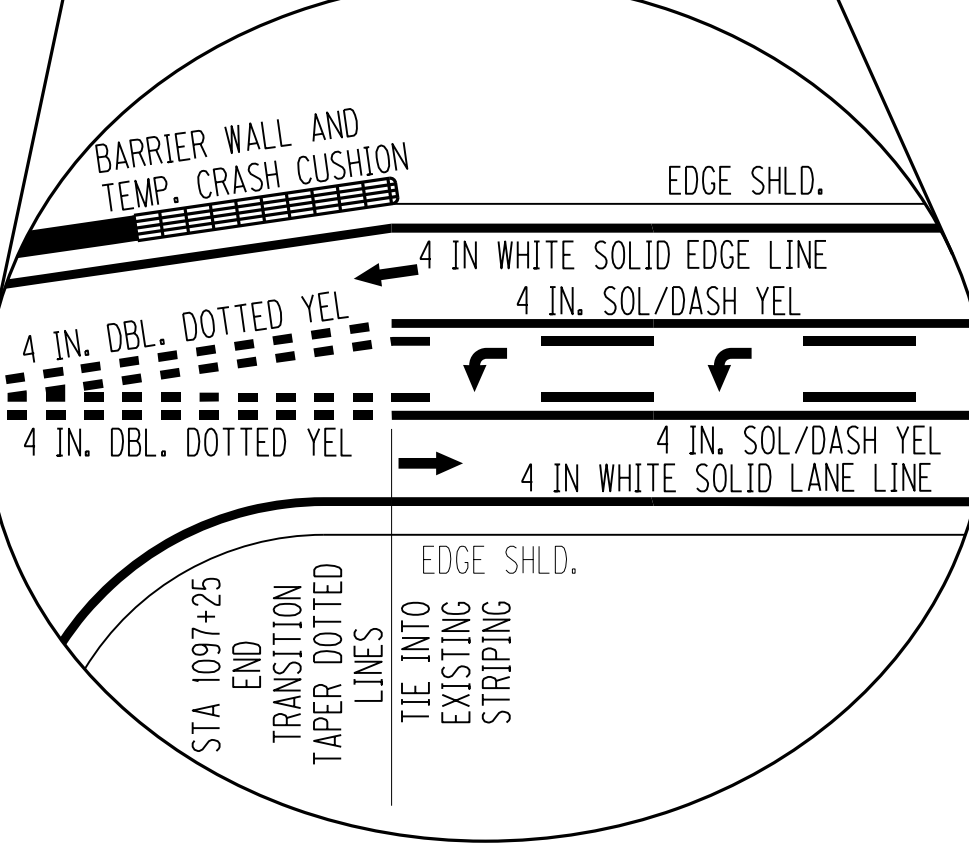 BARRIER WALL AND
TEMP. CRASH CUSHION
EDGE SHLD.
4 IN WHITE SOLID EDGE LINE
4 IN. SOL/DASH YEL
4 IN. DBL. DOTTED YEL
4 IN. DBL. DOTTED YEL
4 IN. SOL/DASH YEL
4 IN WHITE SOLID LANE LINE
EDGE SHLD.
STA 1097+25
END
TRANSITION
TAPER DOTTED
LINES
TIE INTO
EXISTING
STRIPING